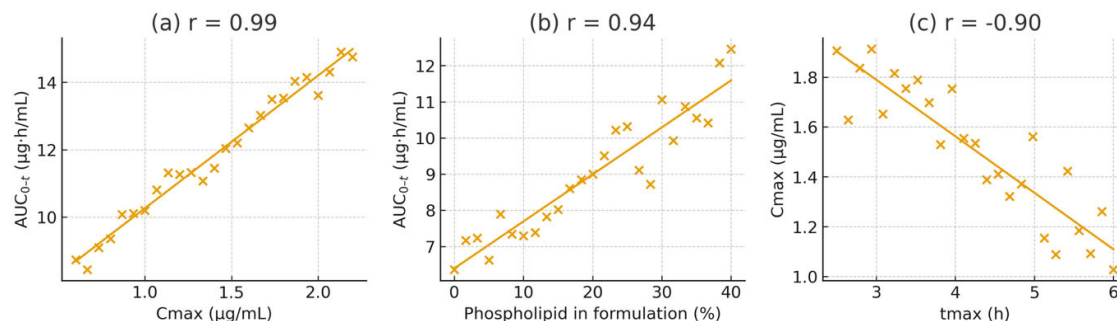 (a) r = 0.99
AUC₀₋ₜ (µg·h/mL)
14
12
10
1.0 1.5 2.0
Cmax (µg/mL)
(b) r = 0.94
AUC₀₋ₜ (µg·h/mL)
12
11
10
9
8
7
0 10 20 30 40
Phospholipid in formulation (%)
(c) r = -0.90
Cmax (µg/mL)
1.8
1.6
1.4
1.2
1.0
3 4 5 6
tmax (h)